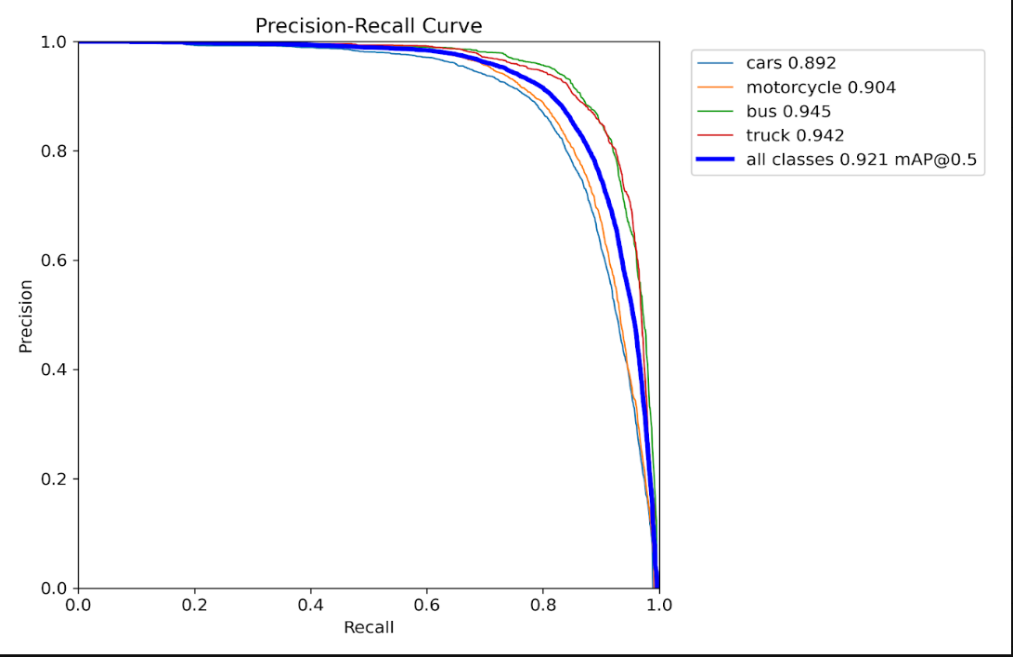 Precision-Recall Curve
1.0
0.8
0.6
0.4
0.2
0.0
Precision
0.0 0.2 0.4 0.6 0.8 1.0
Recall
cars 0.892
motorcycle 0.904
bus 0.945
truck 0.942
all classes 0.921 mAP@0.5